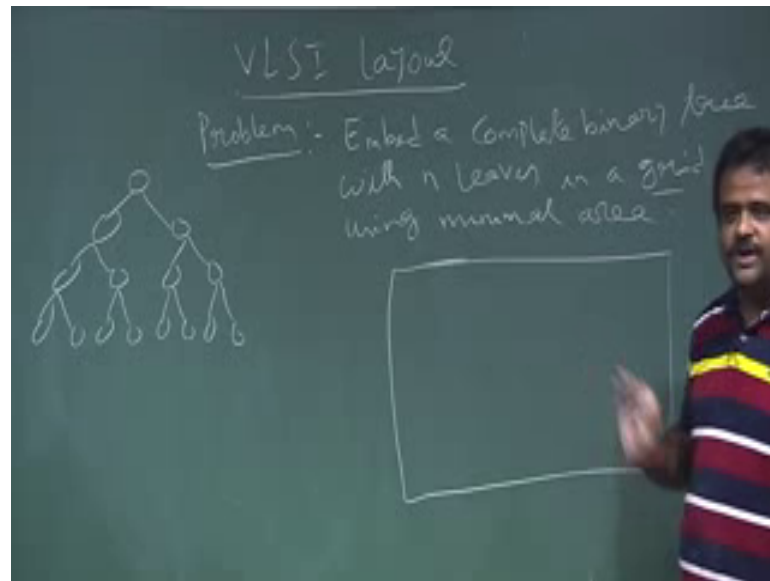 VLSI Layout
Problem:- Embed a Complete binary tree
with n leaves in a grid
using minimal area.